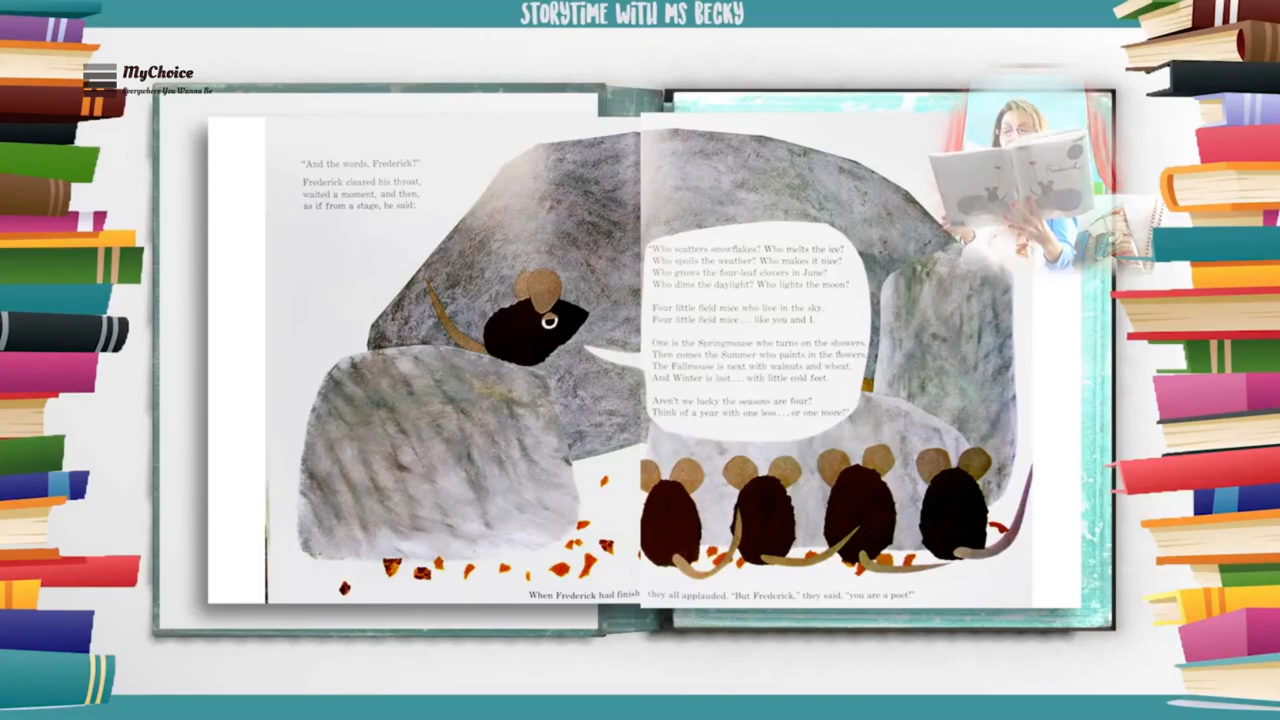 STORYTIME WITH MS BECKY
MyChoice
Everywhere You Wanna Be
"And the words, Frederick?"
Frederick cleared his throat,
waited a moment, and then,
as if from a stage, he said:
"Who scatters snowflakes? Who melts the ice?
Who spoils the weather? Who makes it nice?
Who grows the four-leaf clovers in June?
Who dims the daylight? Who lights the moon?
Four little field mice who live in the sky.
Four little field mice . . . like you and I.
One is the Springmouse who turns on the showers.
Then comes the Summer who paints in the flowers.
The Fallmouse is next with walnuts and wheat.
And Winter is last . . . with little cold feet.
Aren't we lucky the seasons are four?
Think of a year with one less . . . or one more!"
When Frederick had finish they all applauded. "But Frederick," they said, "you are a poet!"
Frederick